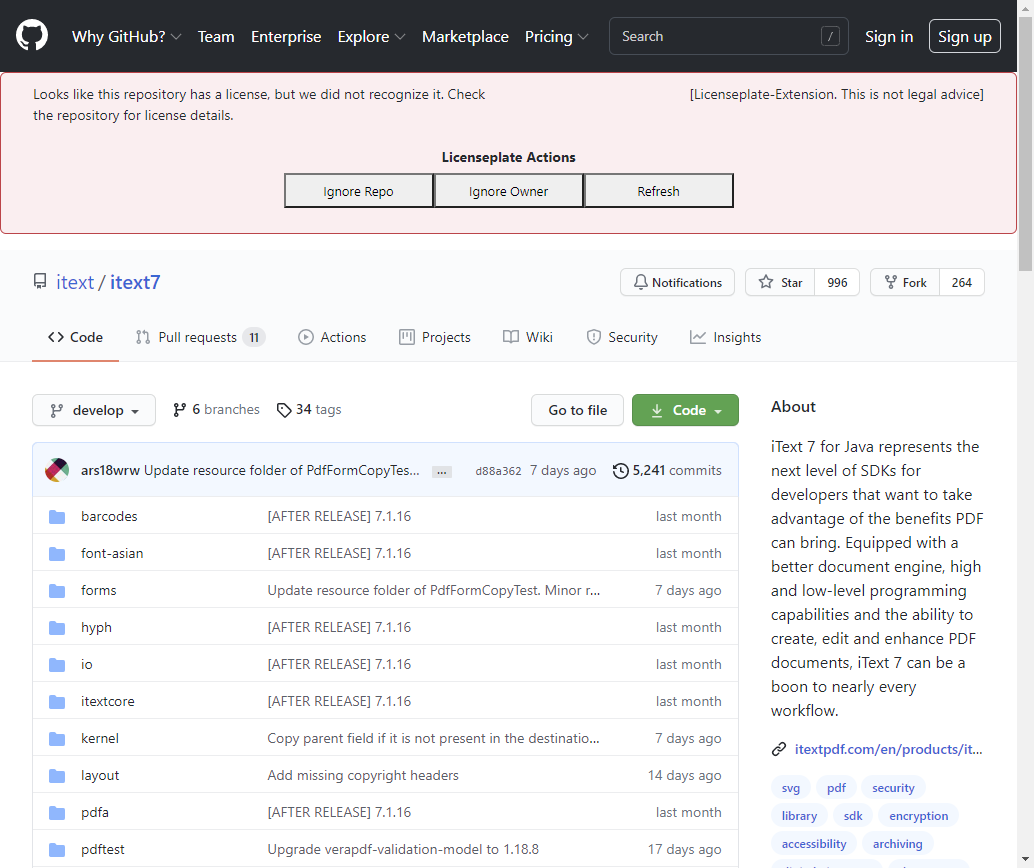 Why GitHub? Team Enterprise Explore Marketplace Pricing Search / Sign in Sign up
Looks like this repository has a license, but we did not recognize it. Check
the repository for license details.
[Licenseplate-Extension. This is not legal advice]
Licenseplate Actions
Ignore Repo Ignore Owner Refresh
itext / itext7
Notifications Star 996 Fork 264
Code Pull requests 11 Actions Projects Wiki Security Insights
develop 6 branches 34 tags Go to file Code
ars18wrw Update resource folder of PdfFormCopyTes... ... d88a362 7 days ago 5,241 commits
barcodes [AFTER RELEASE] 7.1.16 last month
font-asian [AFTER RELEASE] 7.1.16 last month
forms Update resource folder of PdfFormCopyTest. Minor r... 7 days ago
hyph [AFTER RELEASE] 7.1.16 last month
io [AFTER RELEASE] 7.1.16 last month
itextcore [AFTER RELEASE] 7.1.16 last month
kernel Copy parent field if it is not present in the destinatio... 7 days ago
layout Add missing copyright headers 14 days ago
pdfa [AFTER RELEASE] 7.1.16 last month
pdftest Upgrade verapdf-validation-model to 1.18.8 17 days ago
About
iText 7 for Java represents the
next level of SDKs for
developers that want to take
advantage of the benefits PDF
can bring. Equipped with a
better document engine, high
and low-level programming
capabilities and the ability to
create, edit and enhance PDF
documents, iText 7 can be a
boon to nearly every
workflow.
itextpdf.com/en/products/it...
svg pdf security
library sdk encryption
accessibility archiving